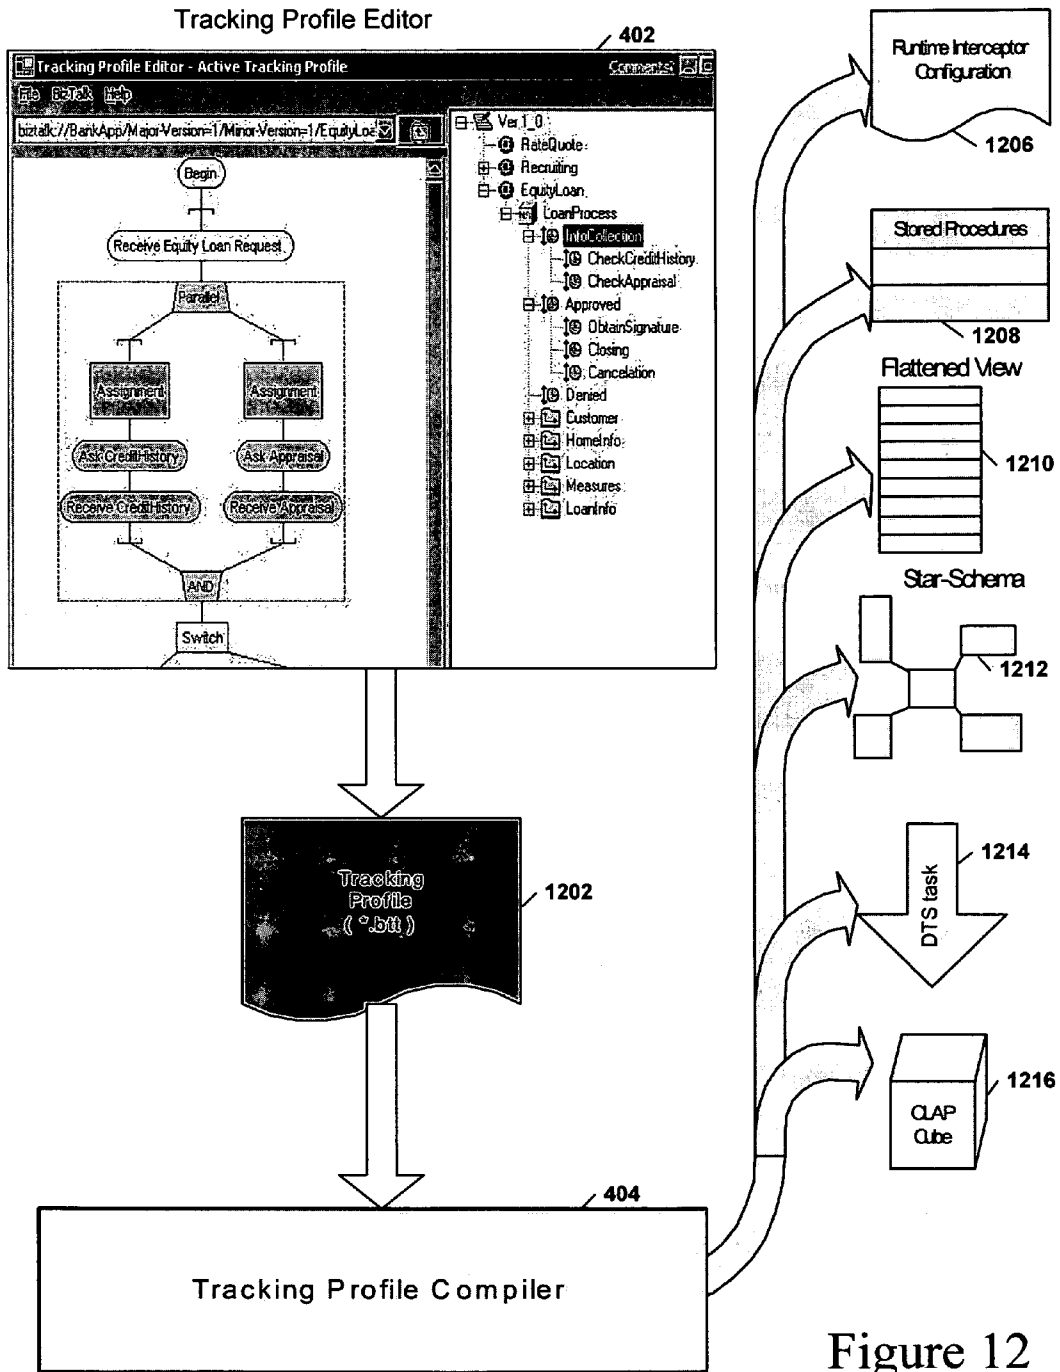 Tracking Profile Editor
402
Tracking Profile Editor - Active Tracking Profile
Comments:
File BizTalk Help
biztalk://BankApp/Major-Version=1/Minor-Version=1/EquityLoa
Begin
Receive Equity Loan Request
Parallel
Assignment
Assignment
Ask CreditHistory
Ask Appraisal
Receive CreditHistory
Receive Appraisal
AND
Switch
Ver1_0
RateQuote
Recruiting
EquityLoan
LoanProcess
InfoCollection
CheckCreditHistory
CheckAppraisal
Approved
ObtainSignature
Closing
Cancelation
Denied
Customer
HomeInfo
Location
Measures
LoanInfo
Tracking
Profile
( *.btt )
1202
404
Tracking Profile Compiler
Runtime Interceptor
Configuration
1206
Stored Procedures
1208
Flattened View
1210
Star-Schema
1212
1214
DTS task
1216
OLAP
Cube
Figure 12